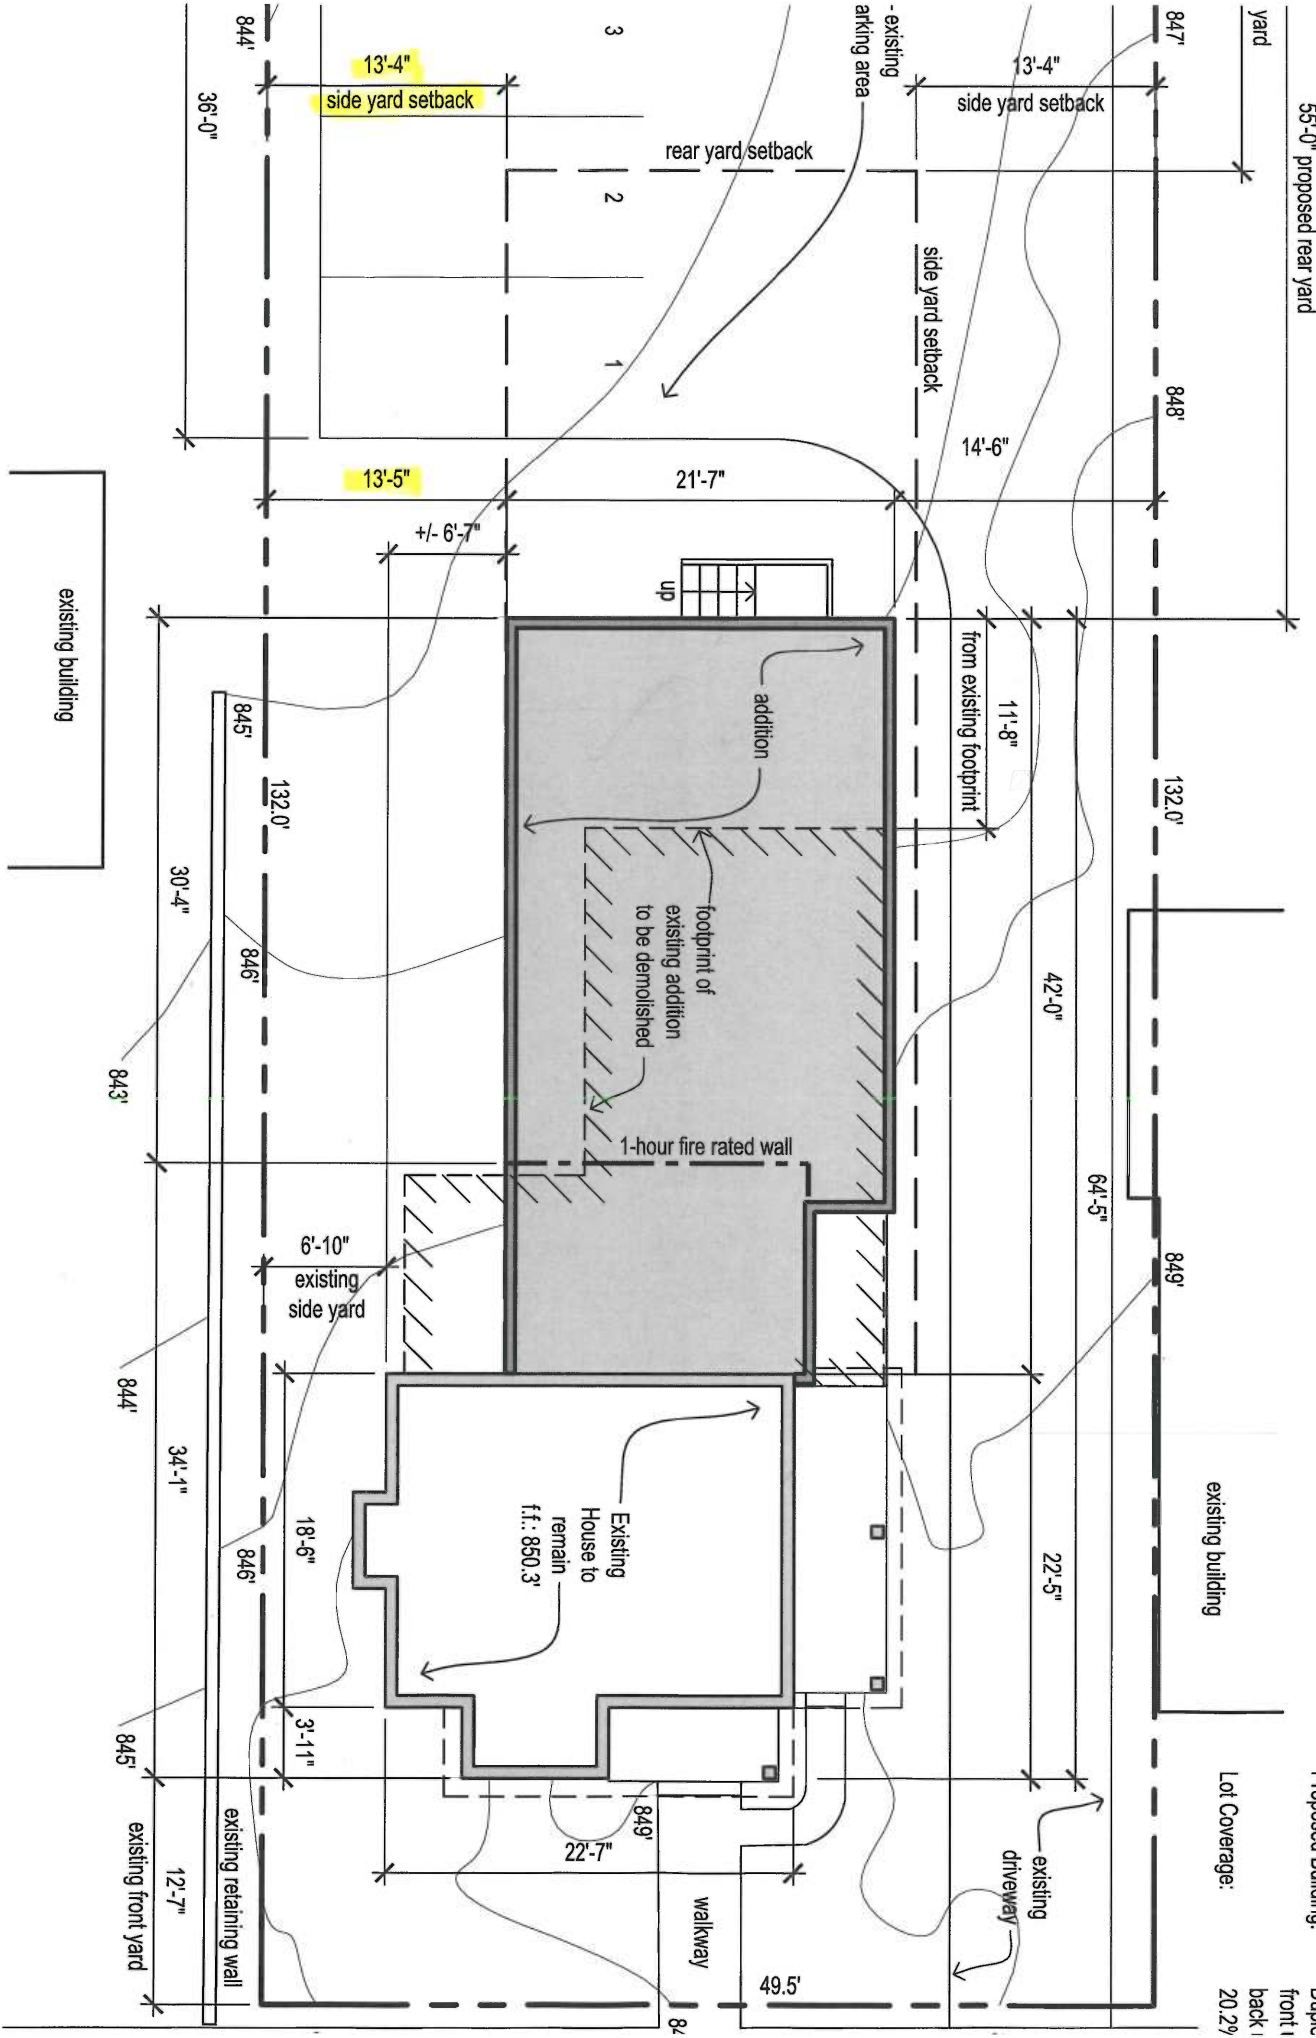 yard
55'-0" proposed rear yard
847'
13'-4"
side yard setback
- existing
arking area
3
844'
13'-4"
side yard setback
36'-0"
rear yard setback
2
side yard setback
1
848'
14'-6"
13'-5"
21'-7"
+/- 6'-7"
up
existing building
addition
from existing footprint
11'-8"
845'
132.0'
132.0'
30'-4"
846'
footprint of
existing addition
to be demolished
42'-0"
843'
1-hour fire rated wall
64'-5"
6'-10"
existing
side yard
849'
844'
34'-1"
18'-6"
846'
Existing
House to
remain
f.f.: 850.3'
22'-5"
existing building
3'-11"
845'
849'
22'-7"
existing
driveway
Lot Coverage:
existing retaining wall
existing front yard
12'-7"
walkway
49.5'
84
front
back
20.2%